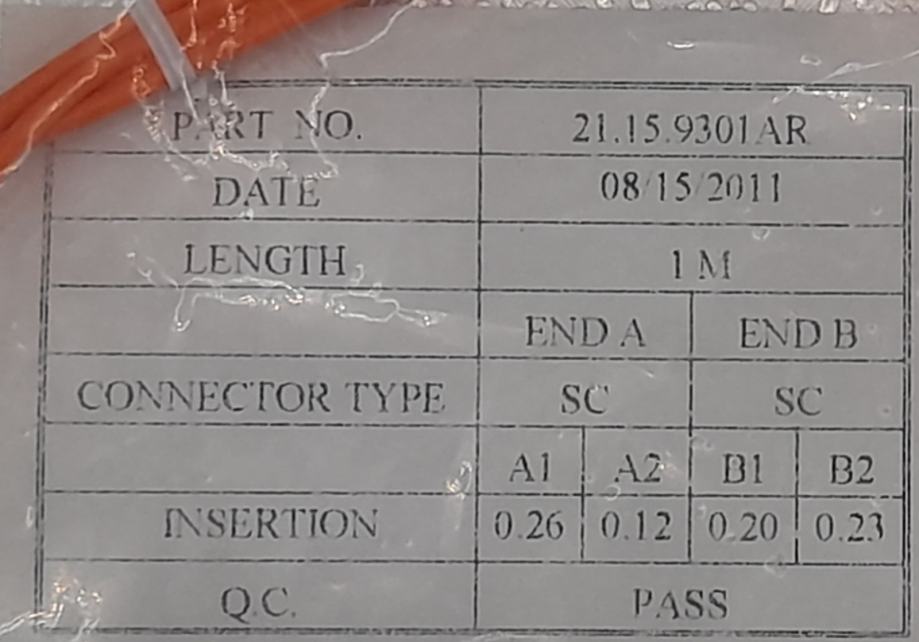 PART NO. 21.15.9301AR
DATE 08/15/2011
LENGTH 1 M
END A END B
CONNECTOR TYPE SC SC
A1 A2 B1 B2
INSERTION 0.26 0.12 0.20 0.23
Q.C. PASS